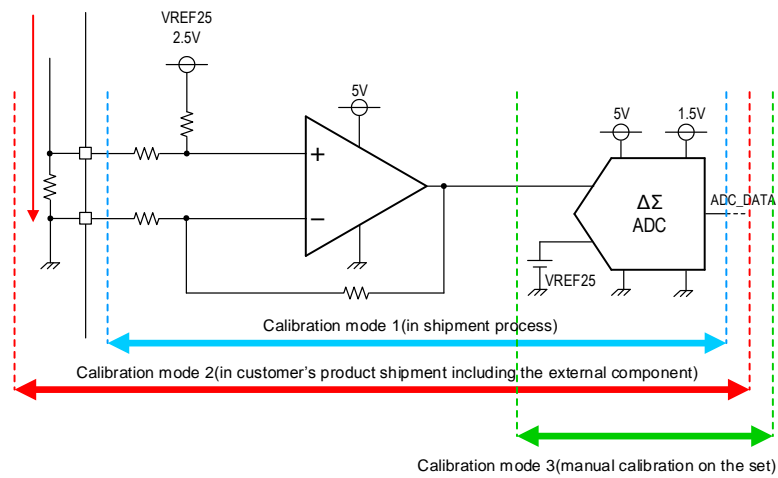 VREF25
2.5V
5V
+
−
5V
1.5V
ΔΣ
ADC
ADC_DATA
VREF25
Calibration mode 1(in shipment process)
Calibration mode 2(in customer's product shipment including the external component)
Calibration mode 3(manual calibration on the set)